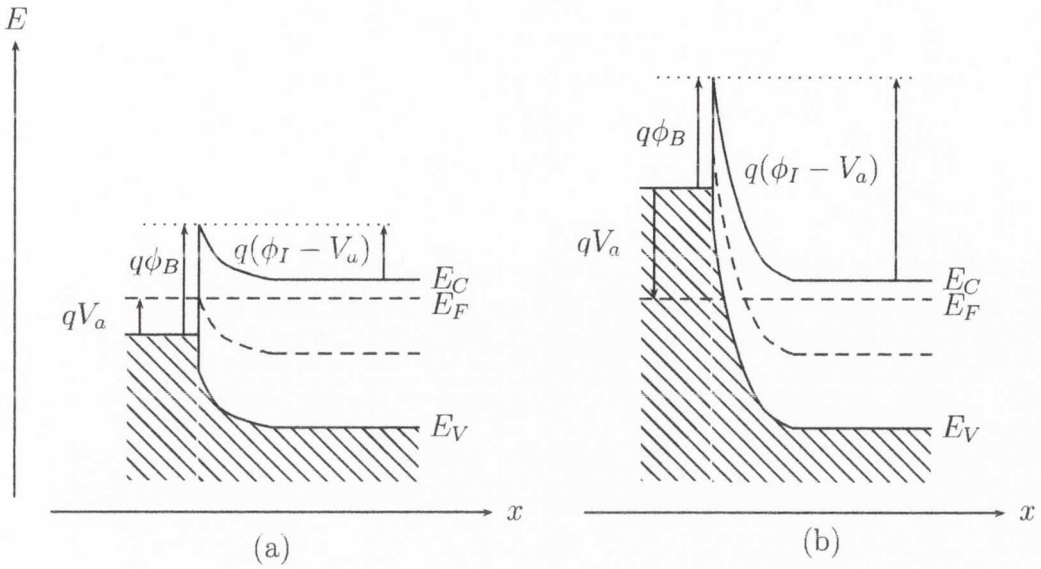 E
qϕ_B
q(ϕ_I − V_a)
qV_a
E_C
E_F
E_V
x
(a)
qϕ_B
q(ϕ_I − V_a)
qV_a
E_C
E_F
E_V
x
(b)